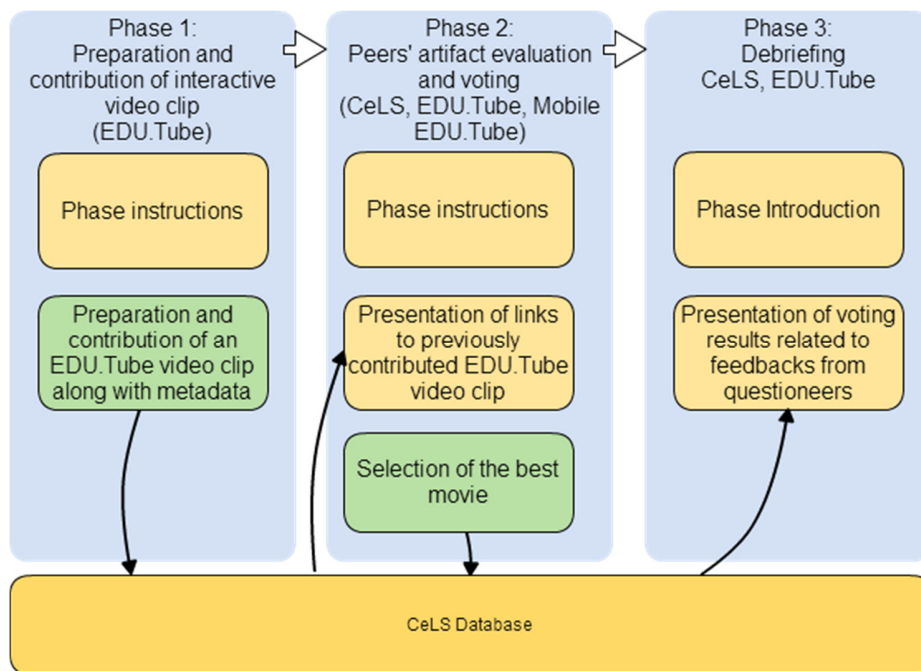 Phase 1:
Preparation and
contribution of interactive
video clip
(EDU.Tube)
Phase instructions
Preparation and
contribution of an
EDU.Tube video clip
along with metadata
Phase 2:
Peers' artifact evaluation
and voting
(CeLS, EDU.Tube, Mobile
EDU.Tube)
Phase instructions
Presentation of links
to previously
contributed EDU.Tube
video clip
Selection of the best
movie
Phase 3:
Debriefing
CeLS, EDU.Tube
Phase Introduction
Presentation of voting
results related to
feedbacks from
questioneers
CeLS Database